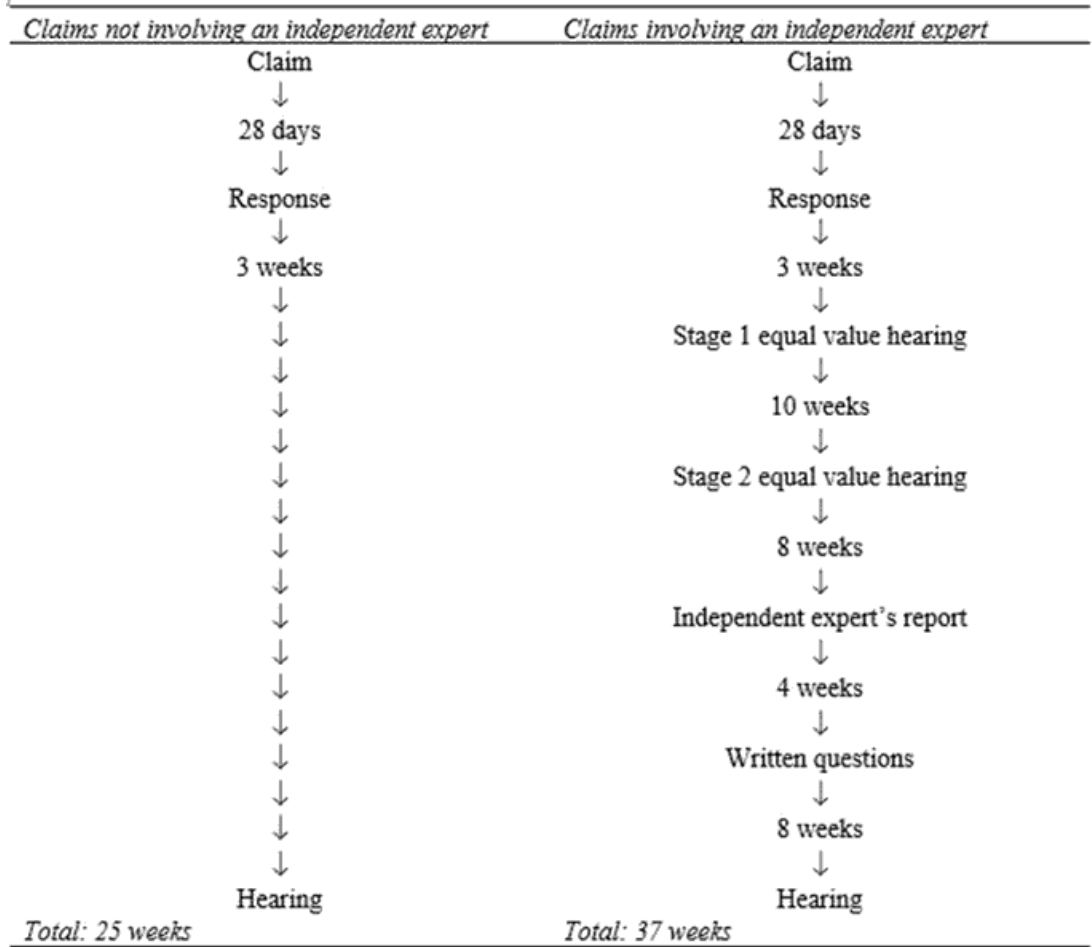 Claims not involving an independent expert	Claims involving an independent expert
Claim	Claim
↓	↓
28 days	28 days
↓	↓
Response	Response
↓	↓
3 weeks	3 weeks
↓	↓
↓	Stage 1 equal value hearing
↓	↓
↓	10 weeks
↓	↓
↓	Stage 2 equal value hearing
↓	↓
↓	8 weeks
↓	↓
↓	Independent expert’s report
↓	↓
↓	4 weeks
↓	↓
↓	Written questions
↓	↓
↓	8 weeks
↓	↓
Hearing	Hearing
Total: 25 weeks	Total: 37 weeks